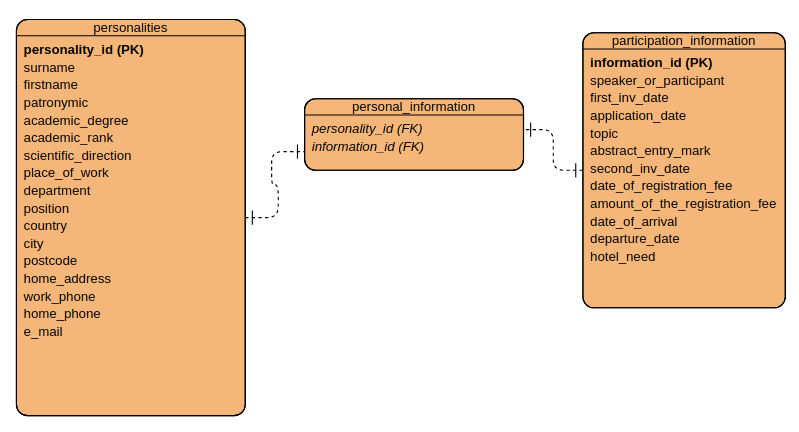 personalities
personality_id (PK)
surname
firstname
patronymic
academic_degree
academic_rank
scientific_direction
place_of_work
department
position
country
city
postcode
home_address
work_phone
home_phone
e_mail
personal_information
personality_id (FK)
information_id (FK)
participation_information
information_id (PK)
speaker_or_participant
first_inv_date
application_date
topic
abstract_entry_mark
second_inv_date
date_of_registration_fee
amount_of_the_registration_fee
date_of_arrival
departure_date
hotel_need